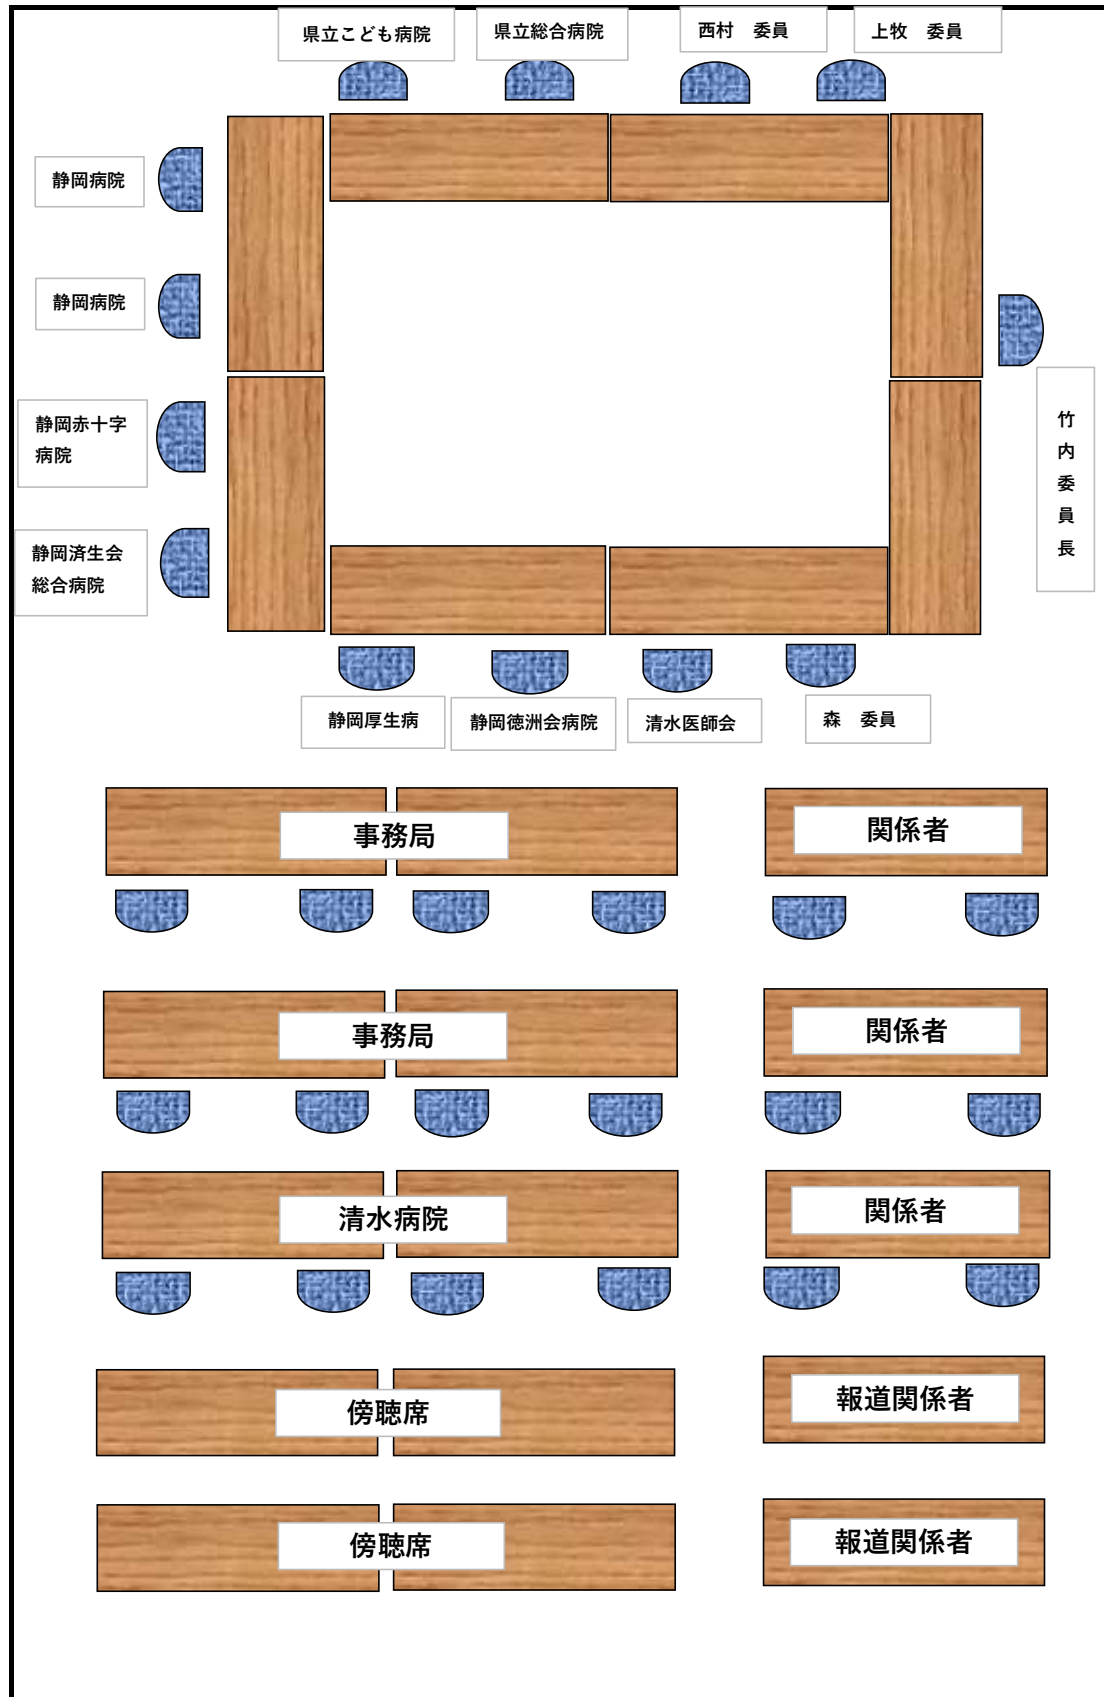 県立こども病院
県立総合病院
西村　委員
上牧　委員
静岡病院
静岡病院
静岡赤十字
病院
静岡済生会
総合病院
竹内委員長
静岡厚生病
静岡徳洲会病院
清水医師会
森　委員
事務局
関係者
事務局
関係者
清水病院
関係者
傍聴席
報道関係者
傍聴席
報道関係者